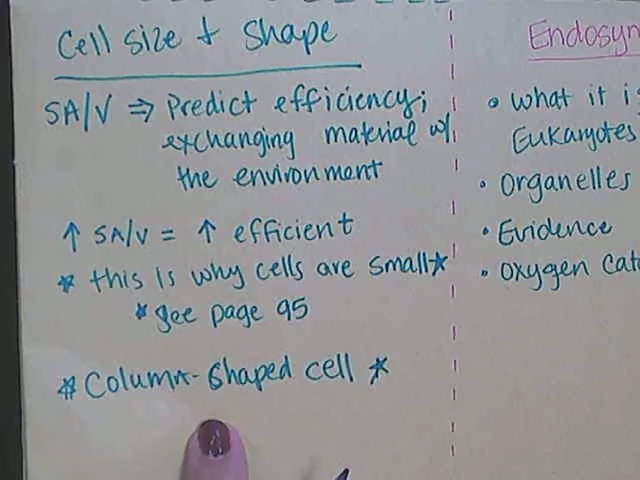 Cell size + Shape
SA/V ⇒ Predict efficiency;
exchanging material w/
the environment
↑ SA/V = ↑ efficient
* this is why cells are small*
*see page 95
* Column-Shaped cell *
Endosym
• What it is
Eukaryotes
• Organelles
• Evidence
• Oxygen Cat